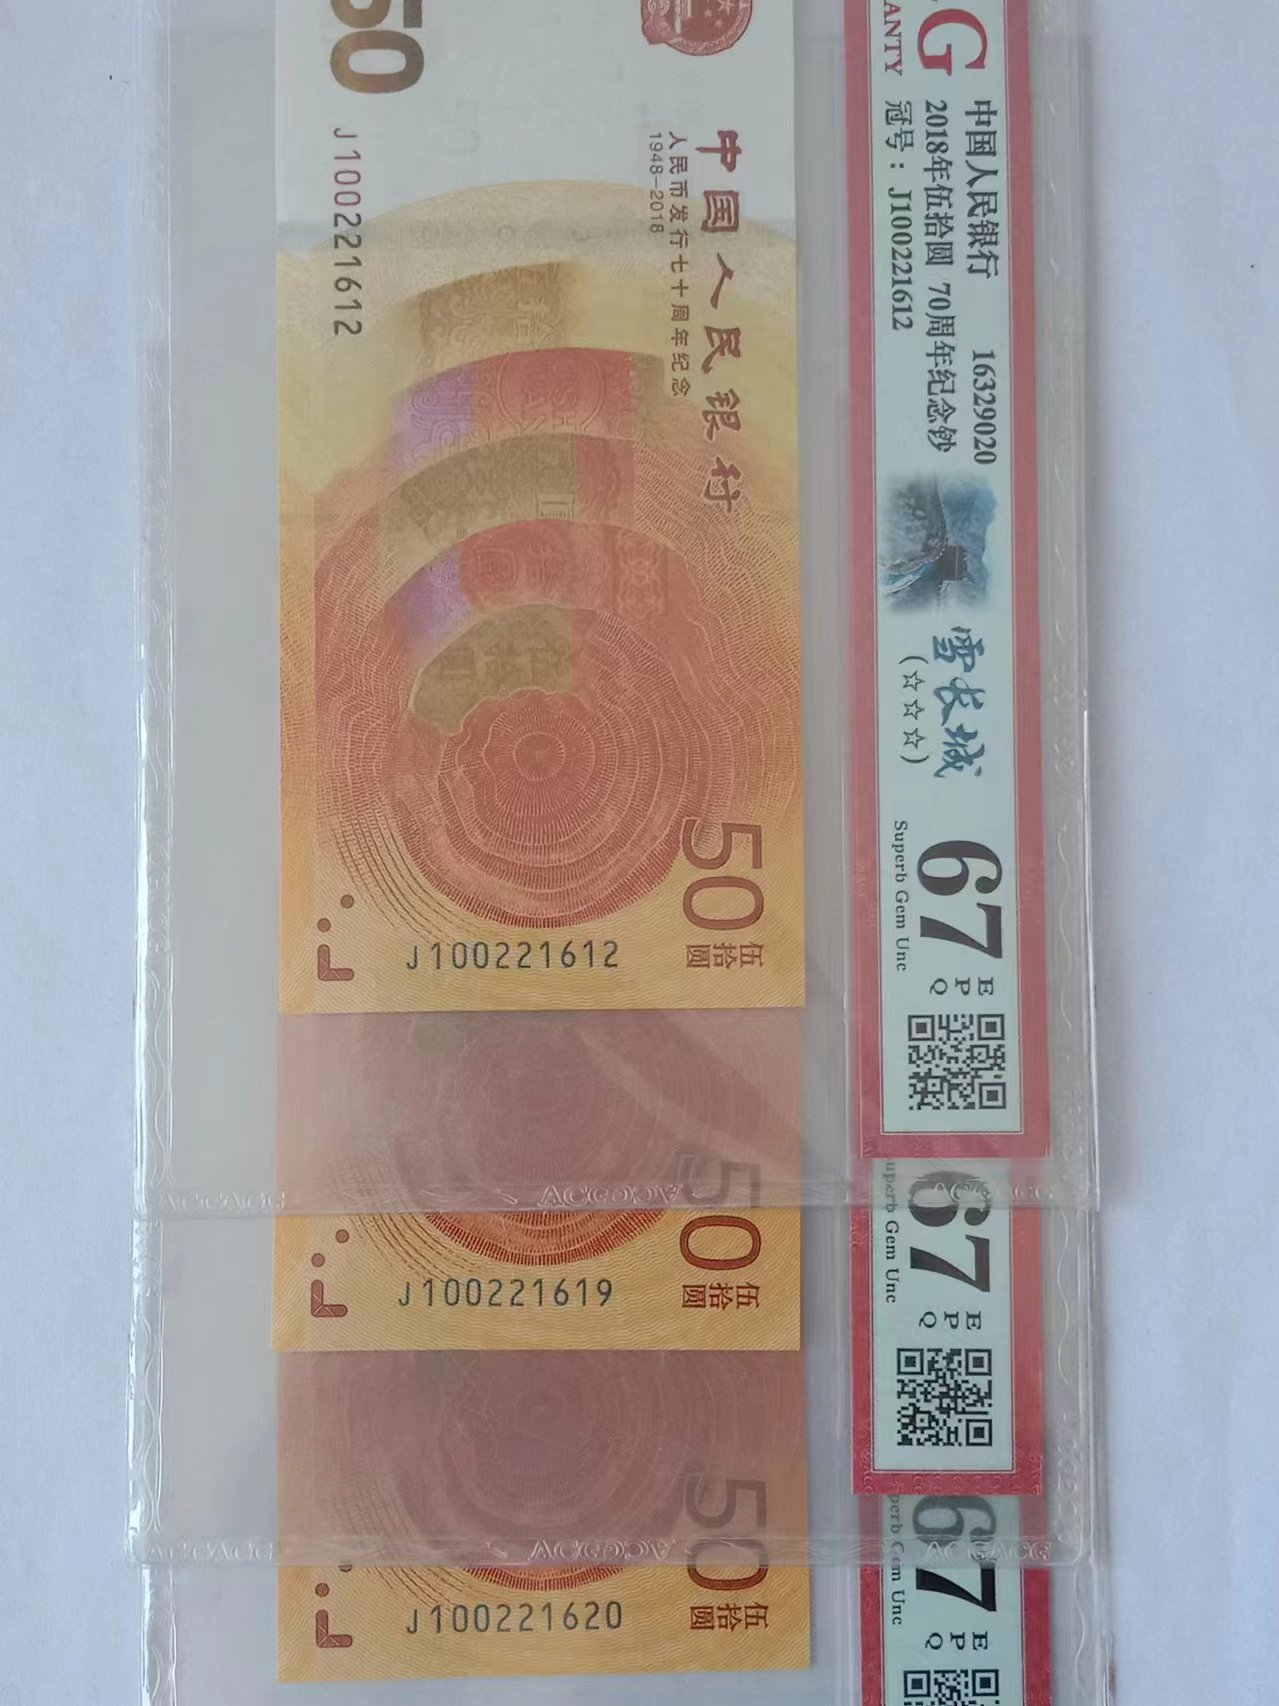 50
J100221612
中国人民银行
人民币发行七十周年纪念
1948-2018
50
伍拾圆
J100221612
G
ANTY
中国人民银行 16329020
2018年伍拾圆 70周年纪念钞
冠号：J100221612
雪长城
(☆☆☆)
67 EPQ
Superb Gem Unc
50
伍拾圆
J100221619
67 EPQ
Superb Gem Unc
50
伍拾圆
J100221620
67 EPQ
perb Gem Unc